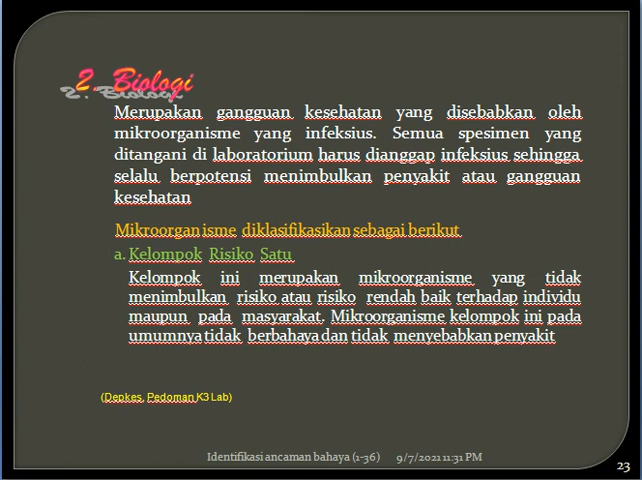 2. Biologi
Merupakan gangguan kesehatan yang disebabkan oleh
mikroorganisme yang infeksius. Semua spesimen yang
ditangani di laboratorium harus dianggap infeksius sehingga
selalu berpotensi menimbulkan penyakit atau gangguan
kesehatan
Mikroorgan isme diklasifikasikan sebagai berikut
a. Kelompok Risiko Satu
Kelompok ini merupakan mikroorganisme yang tidak
menimbulkan risiko atau risiko rendah baik terhadap individu
maupun pada masyarakat. Mikroorganisme kelompok ini pada
umumnya tidak berbahaya dan tidak menyebabkan penyakit
(Depkes, Pedoman K3 Lab)
Identifikasi ancaman bahaya (1-36) 9/7/2021 11:31 PM
23